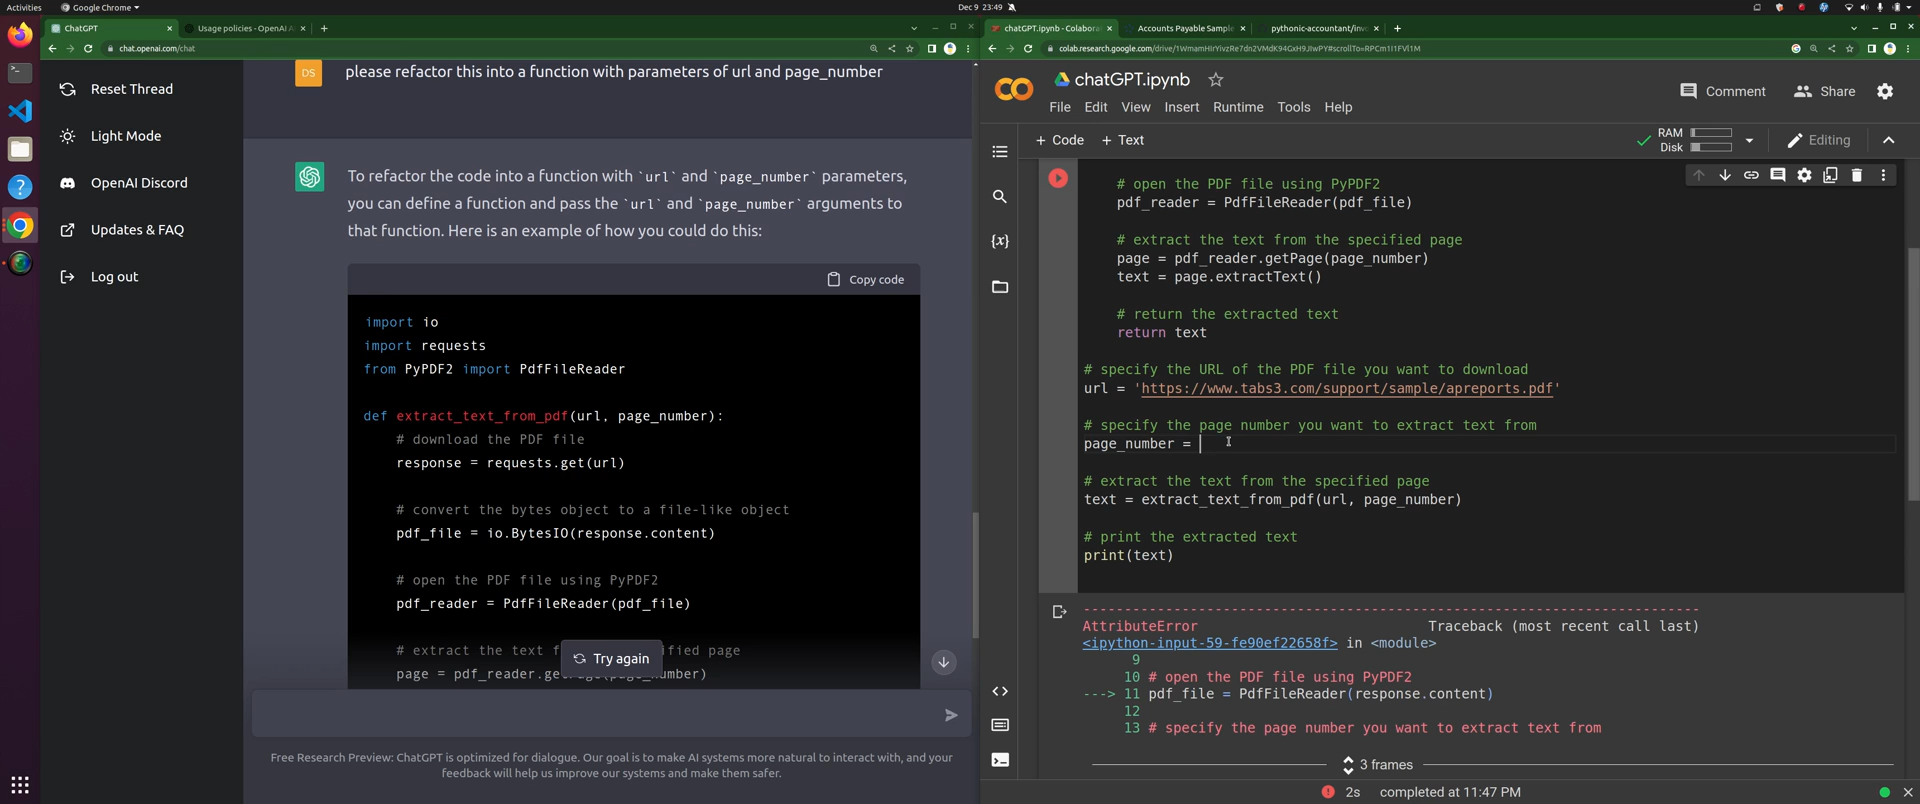 Activities
Google Chrome
Dec 9 23:49
ChatGPT
Usage policies - OpenAI A
chat.openai.com/chat
chatGPT.ipynb - Colabora
Accounts Payable Sample
pythonic-accountant/inv
Reset Thread
Light Mode
OpenAI Discord
Updates & FAQ
Log out
DS
please refactor this into a function with parameters of url and page_number
To refactor the code into a function with `url` and `page_number` parameters,
you can define a function and pass the `url` and `page_number` arguments to
that function. Here is an example of how you could do this:
Copy code
import io
import requests
from PyPDF2 import PdfFileReader
def extract_text_from_pdf(url, page_number):
# download the PDF file
response = requests.get(url)
# convert the bytes object to a file-like object
pdf_file = io.BytesIO(response.content)
# open the PDF file using PyPDF2
pdf_reader = PdfFileReader(pdf_file)
# extract the text
page
page = pdf_reader.
Try again
Free Research Preview: ChatGPT is optimized for dialogue. Our goal is to make AI systems more natural to interact with, and your
feedback will help us improve our systems and make them safer.
chatGPT.ipynb
File Edit View Insert Runtime Tools Help
Comment
Share
+ Code + Text
RAM
Disk
Editing
# open the PDF file using PyPDF2
pdf_reader = PdfFileReader(pdf_file)
# extract the text from the specified page
page = pdf_reader.getPage(page_number)
text = page.extractText()
# return the extracted text
return text
# specify the URL of the PDF file you want to download
url = 'https://www.tabs3.com/support/sample/apreports.pdf'
# specify the page number you want to extract text from
page_number =
# extract the text from the specified page
text = extract_text_from_pdf(url, page_number)
# print the extracted text
print(text)
AttributeError Traceback (most recent call last)
<ipython-input-59-fe90ef22658f> in <module>
9
10 # open the PDF file using PyPDF2
---> 11 pdf_file = PdfFileReader(response.content)
12
13 # specify the page number you want to extract text from
3 frames
2s completed at 11:47 PM